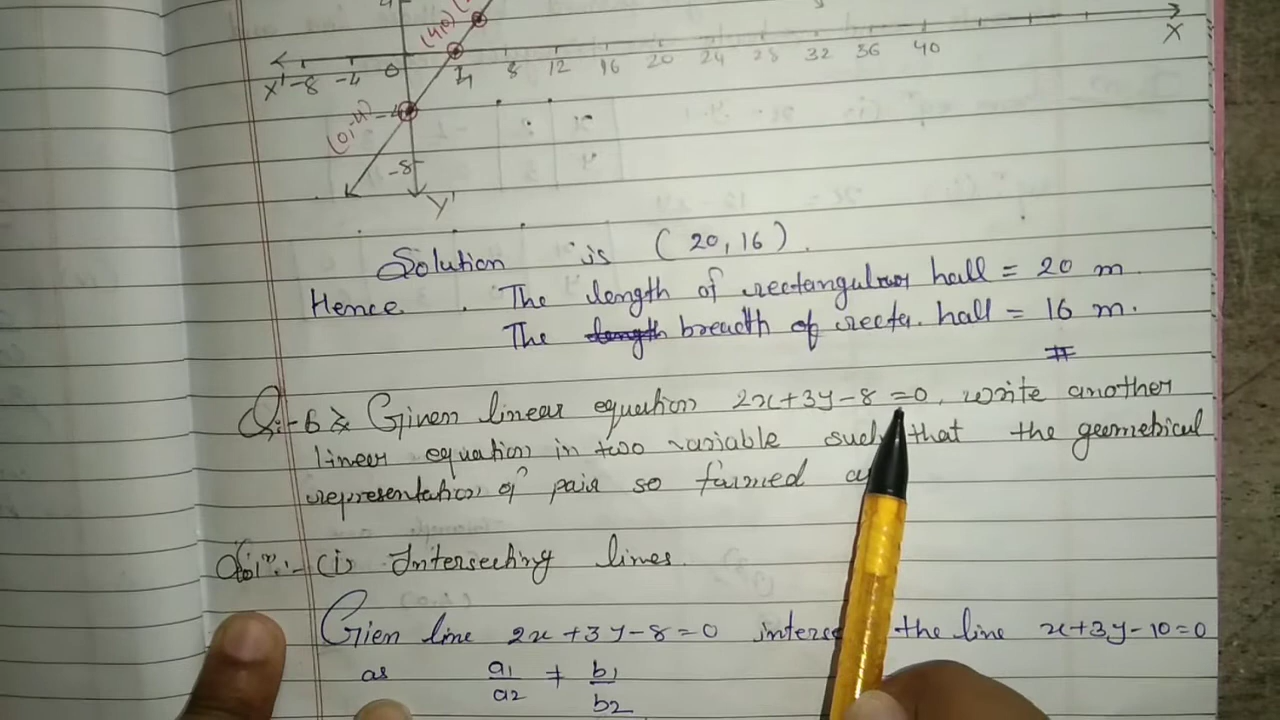 4
(4,0)
X' -8 -4 0 4 8 12 16 20 24 28 32 36 40 X
(0,-4) -4
-8
Y'
Solution is (20,16).
Hence. The length of rectangular hall = 20 m.
The length breadth of recta. hall = 16 m.
Q:-6 Given linear equation 2x+3y-8=0, write another
linear equation in two variable such that the geometrical
representation of pair so formed
(i) Intersecting lines.
Gien line 2x+3y-8=0 the line x+3y-10=0
as a1/a2 ≠ b1/b2